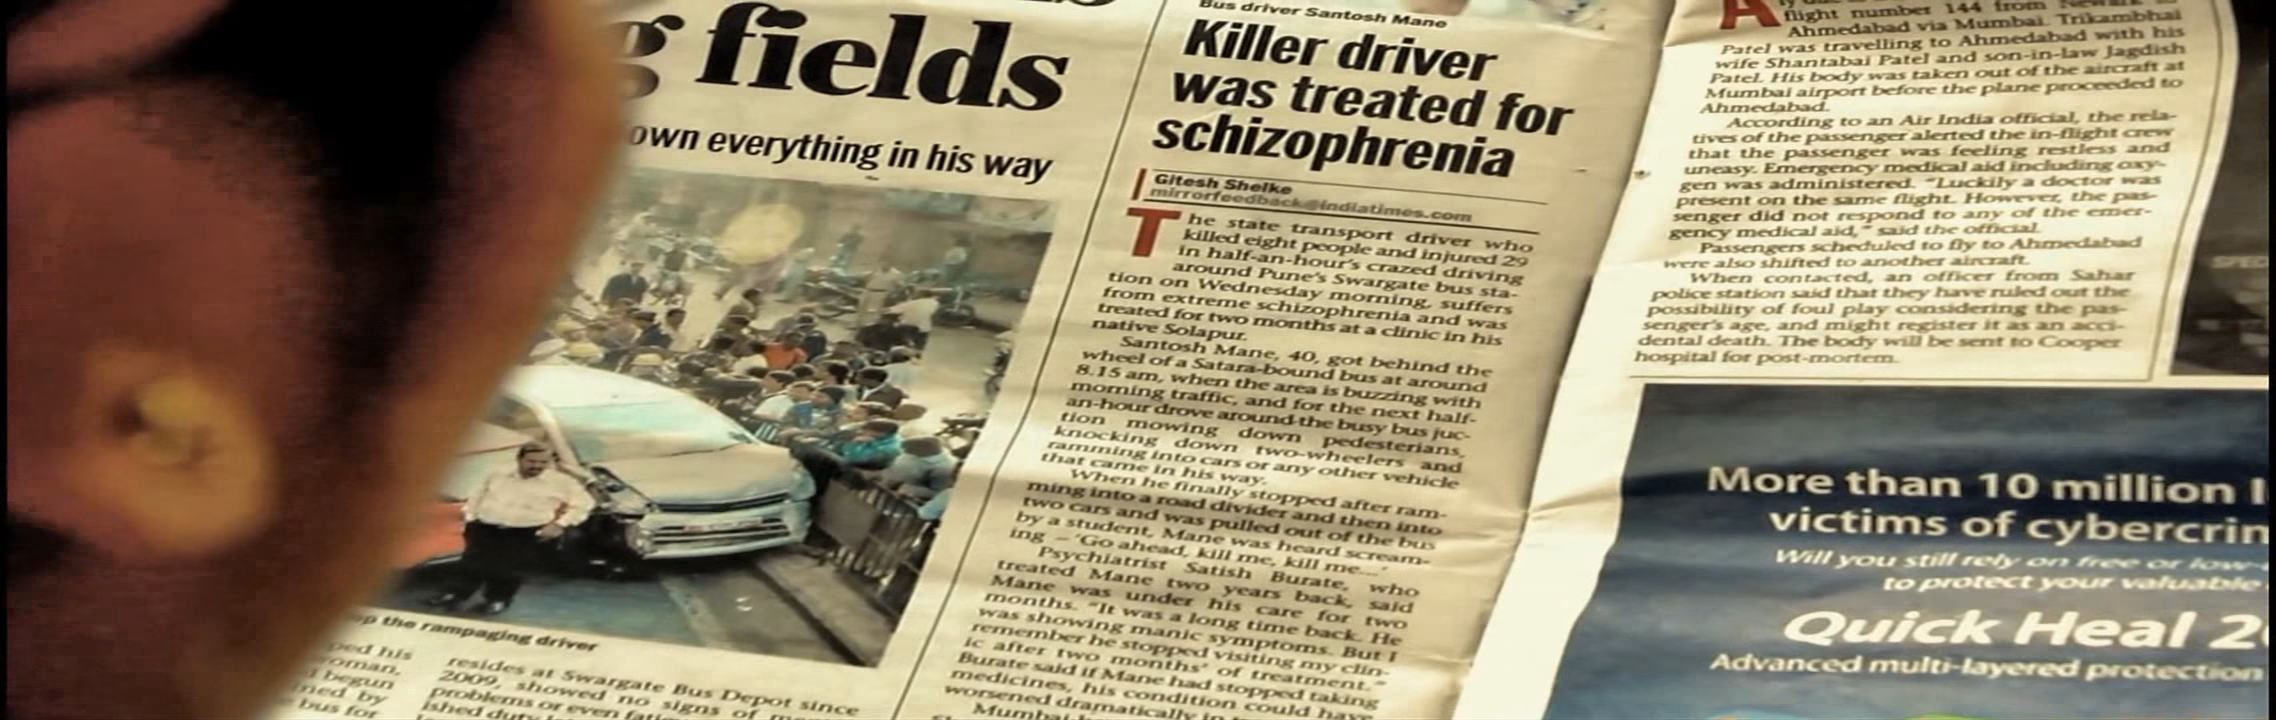 g fields
own everything in his way
op the rampaging driver
ped his
oman,
begun
ned by
bus for
resides at Swargate Bus Depot since
2009, showed no signs of
problems or even
ished
Bus driver Santosh Mane
Killer driver
was treated for
schizophrenia
Gitesh Shelke
mirrorfeedback@indiatimes.com
The state transport driver who
killed eight people and injured 29
in half-an-hour's crazed driving
around Pune's Swargate bus sta-
tion on Wednesday morning, suffers
from extreme schizophrenia and was
treated for two months at a clinic in his
native Solapur.
Santosh Mane, 40, got behind the
wheel of a Satara-bound bus at around
8.15 am, when the area is buzzing with
morning traffic, and for the next half-
an-hour drove around the busy bus juc-
tion mowing down pedesterians,
knocking down two-wheelers and
ramming into cars or any other vehicle
that came in his way.
When he finally stopped after ram-
ming into a road divider and then into
two cars and was pulled out of the bus
by a student, Mane was heard scream-
ing – 'Go ahead, kill me, kill me...'
Psychiatrist Satish Burate, who
treated Mane two years back, said
Mane was under his care for two
months. "It was a long time back. He
was showing manic symptoms. But I
remember he stopped visiting my clin-
ic after two months' of treatment."
Burate said if Mane had stopped taking
medicines, his condition could have
worsened dramatically in
Mumbai
A
flight number 144 from Newark to
Ahmedabad via Mumbai. Trikambhai
Patel was travelling to Ahmedabad with his
wife Shantabai Patel and son-in-law Jagdish
Patel. His body was taken out of the aircraft at
Mumbai airport before the plane proceeded to
Ahmedabad.
According to an Air India official, the rela-
tives of the passenger alerted the in-flight crew
that the passenger was feeling restless and
uneasy. Emergency medical aid including oxy-
gen was administered. "Luckily a doctor was
present on the same flight. However, the pas-
senger did not respond to any of the emer-
gency medical aid," said the official.
Passengers scheduled to fly to Ahmedabad
were also shifted to another aircraft.
When contacted, an officer from Sahar
police station said that they have ruled out the
possibility of foul play considering the pas-
senger's age, and might register it as an acci-
dental death. The body will be sent to Cooper
hospital for post-mortem.
More than 10 million I
victims of cybercrim
Will you still rely on free or low-
to protect your valuable
Quick Heal 2
Advanced multi-layered protection